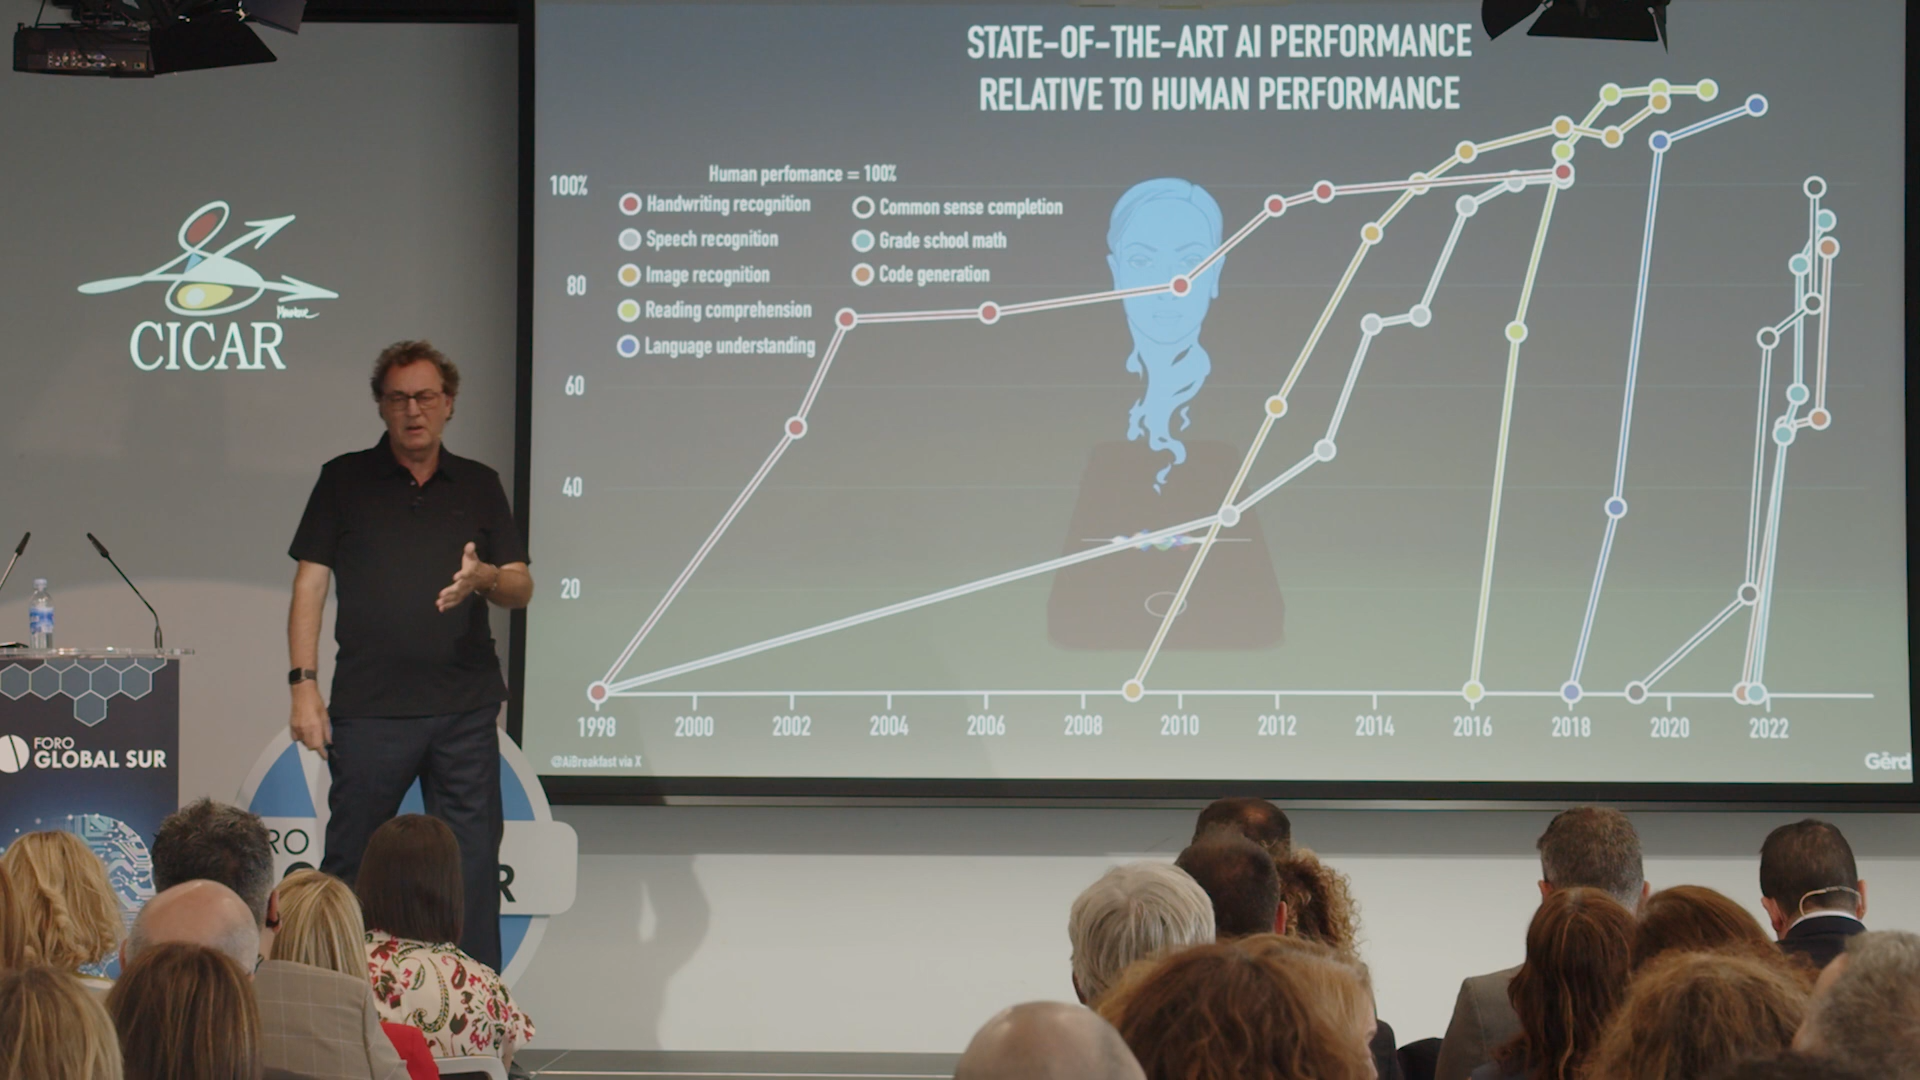 STATE-OF-THE-ART AI PERFORMANCE
RELATIVE TO HUMAN PERFORMANCE
Human perfomance = 100%
Handwriting recognition
Speech recognition
Image recognition
Reading comprehension
Language understanding
Common sense completion
Grade school math
Code generation
100%
80
60
40
20
1998 2000 2002 2004 2006 2008 2010 2012 2014 2016 2018 2020 2022
@AiBreakfast via X
Gerd
CICAR
FORO
GLOBAL SUR
RO
R